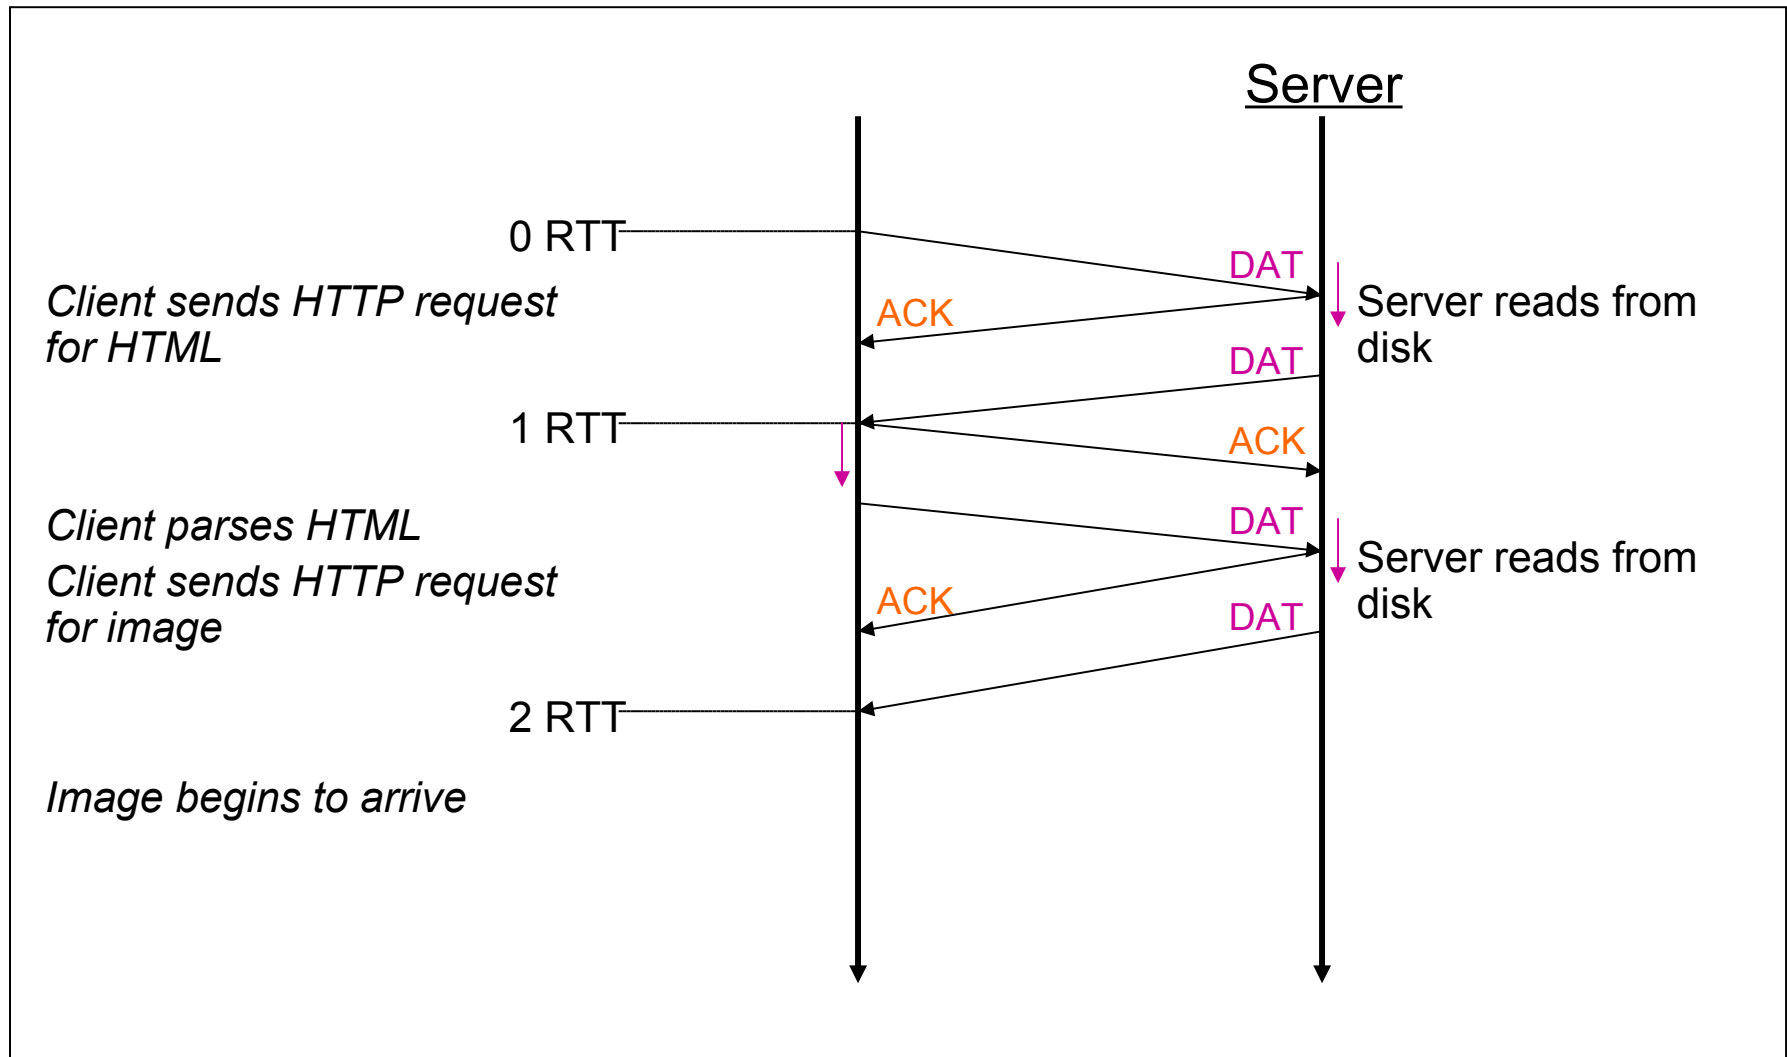 Server
0 RTT
DAT
Client sends HTTP request
for HTML
ACK
Server reads from
disk
DAT
1 RTT
ACK
Client parses HTML
DAT
Server reads from
disk
Client sends HTTP request
for image
ACK
DAT
2 RTT
Image begins to arrive